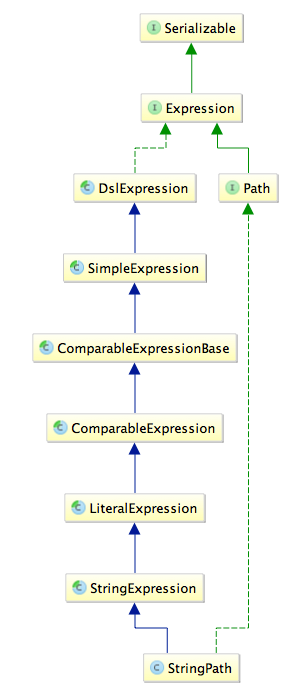 I Serializable
I Expression
C DslExpression
I Path
C SimpleExpression
C ComparableExpressionBase
C ComparableExpression
C LiteralExpression
C StringExpression
C StringPath